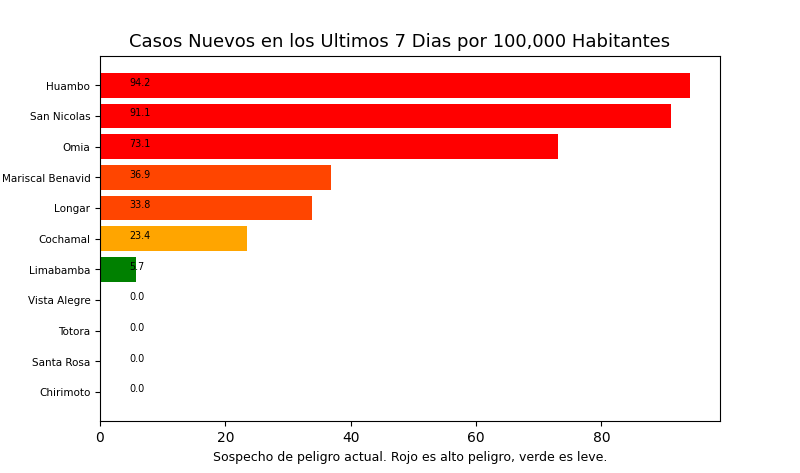 Casos Nuevos en los Ultimos 7 Dias por 100,000 Habitantes
Huambo 94.2
San Nicolas 91.1
Omia 73.1
Mariscal Benavid 36.9
Longar 33.8
Cochamal 23.4
Limabamba 5.7
Vista Alegre 0.0
Totora 0.0
Santa Rosa 0.0
Chirimoto 0.0
0 20 40 60 80
Sospecho de peligro actual. Rojo es alto peligro, verde es leve.